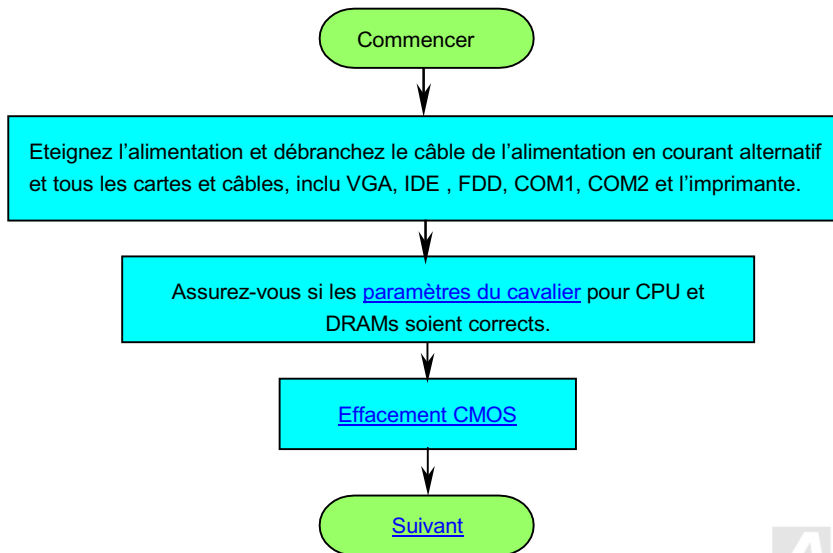 Commencer
Eteignez l’alimentation et débranchez le câble de l’alimentation en courant alternatif
et tous les cartes et câbles, inclu VGA, IDE , FDD, COM1, COM2 et l’imprimante.
Assurez-vous si les paramètres du cavalier pour CPU et
DRAMs soient corrects.
Effacement CMOS
Suivant